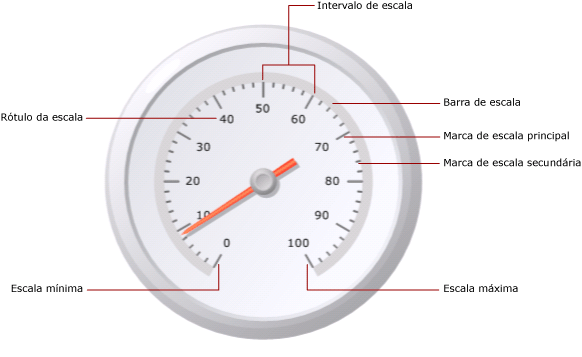 Intervalo de escala
Barra de escala
Rótulo da escala
Marca de escala principal
Marca de escala secundária
50
40
60
30
70
20
80
10
90
0
100
Escala mínima
Escala máxima